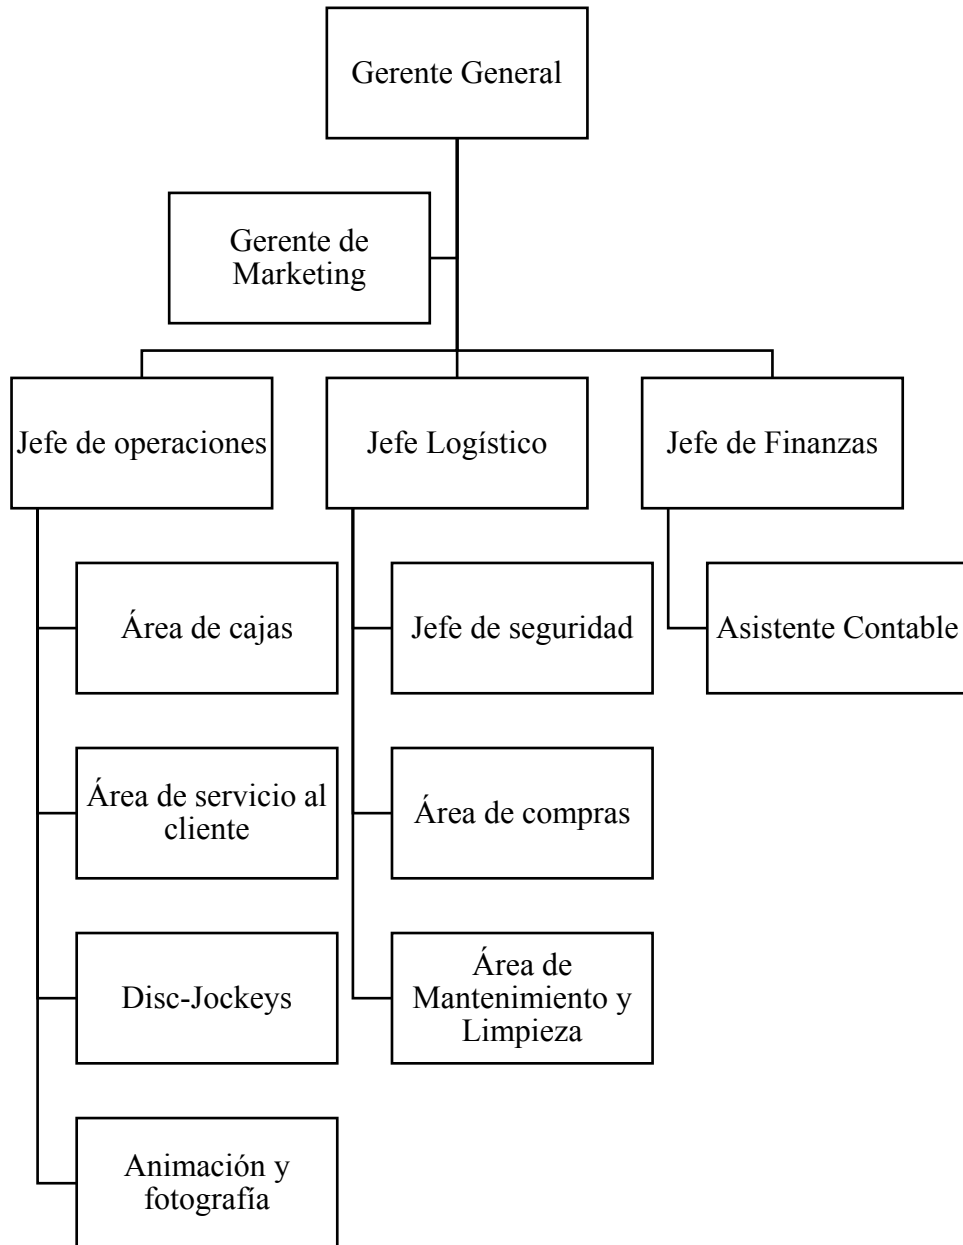 Gerente General
Gerente de
Marketing
Jefe de operaciones
Jefe Logístico
Jefe de Finanzas
Área de cajas
Jefe de seguridad
Asistente Contable
Área de servicio al
cliente
Área de compras
Disc-Jockeys
Área de
Mantenimiento y
Limpieza
Animación y
fotografía